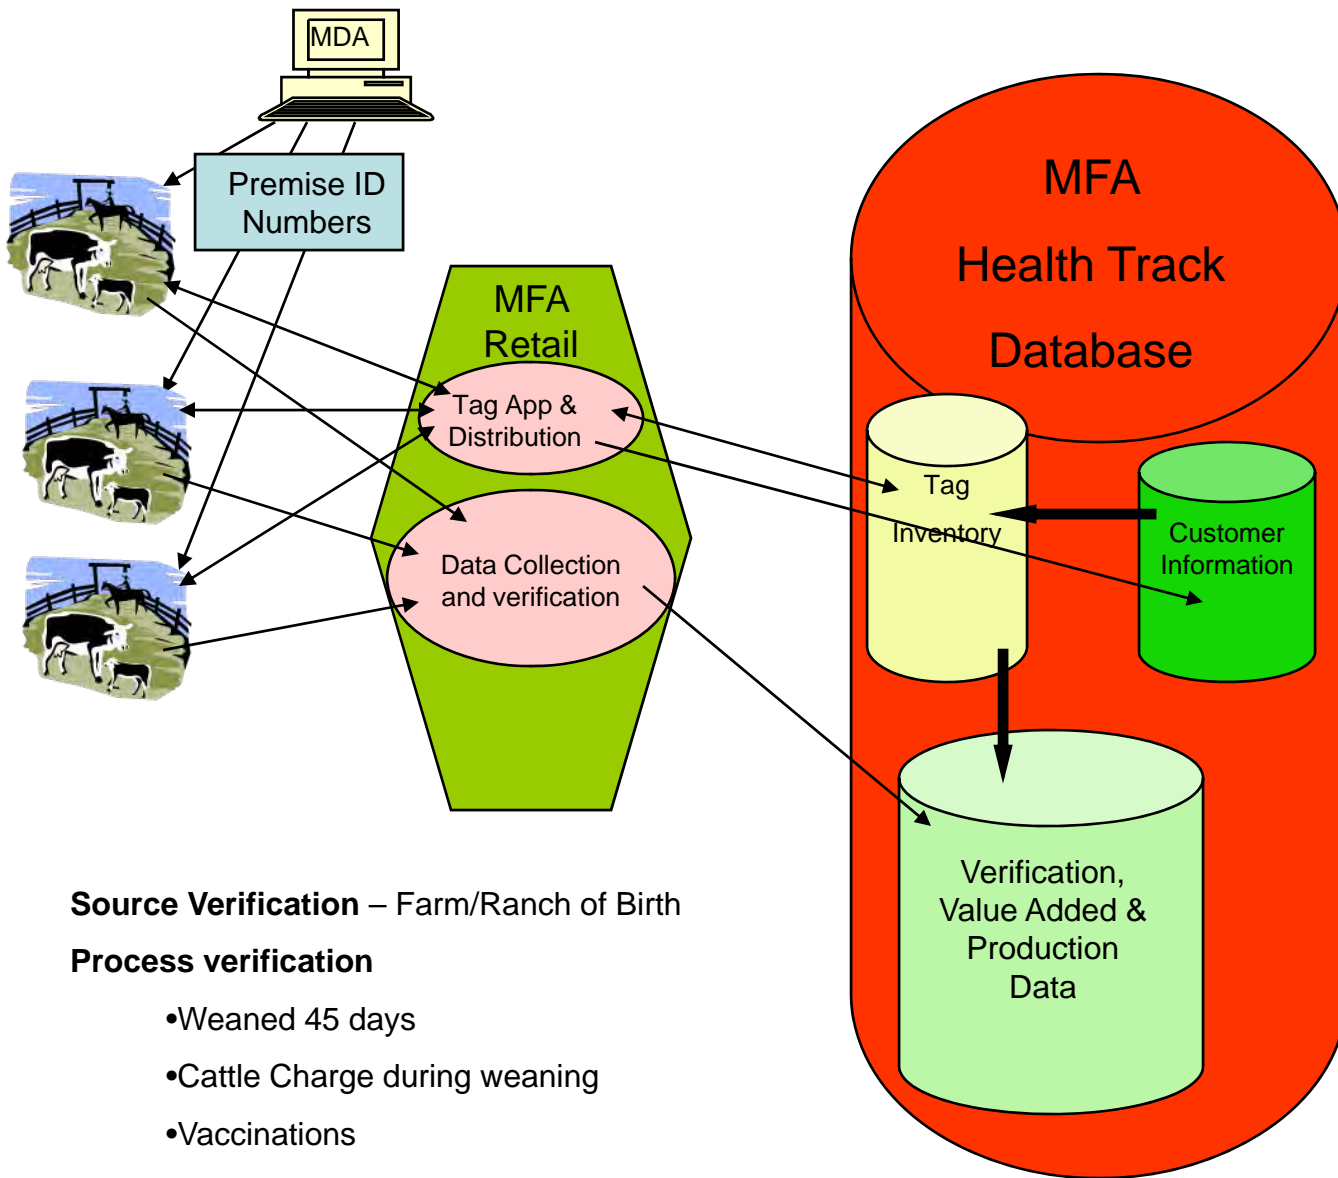 MDA
Premise ID
Numbers
MFA
Retail
Tag App &
Distribution
Data Collection
and verification
MFA
Health Track
Database
Tag
Inventory
Customer
Information
Verification,
Value Added &
Production
Data
Source Verification – Farm/Ranch of Birth
Process verification
•Weaned 45 days
•Cattle Charge during weaning
•Vaccinations